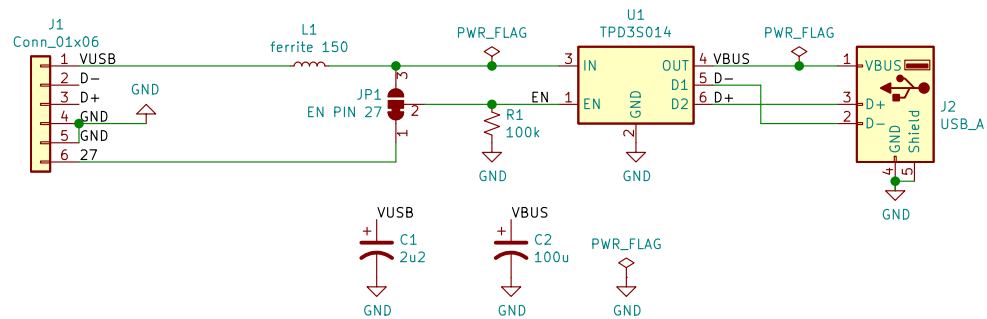 J1
Conn_01x06
1 VUSB
2 D-
3 D+
4 GND
5 GND
6 27
GND
L1
ferrite 150
JP1
EN PIN 27
3
2
1
PWR_FLAG
EN
R1
100k
GND
U1
TPD3S014
3 IN
1 EN
OUT 4 VBUS
D1 5 D-
D2 6 D+
GND
2
GND
PWR_FLAG
1 VBUS
3 D+
2 D-
GND
Shield
4
5
J2
USB_A
GND
VUSB
+
C1
2u2
GND
VBUS
+
C2
100u
GND
PWR_FLAG
GND